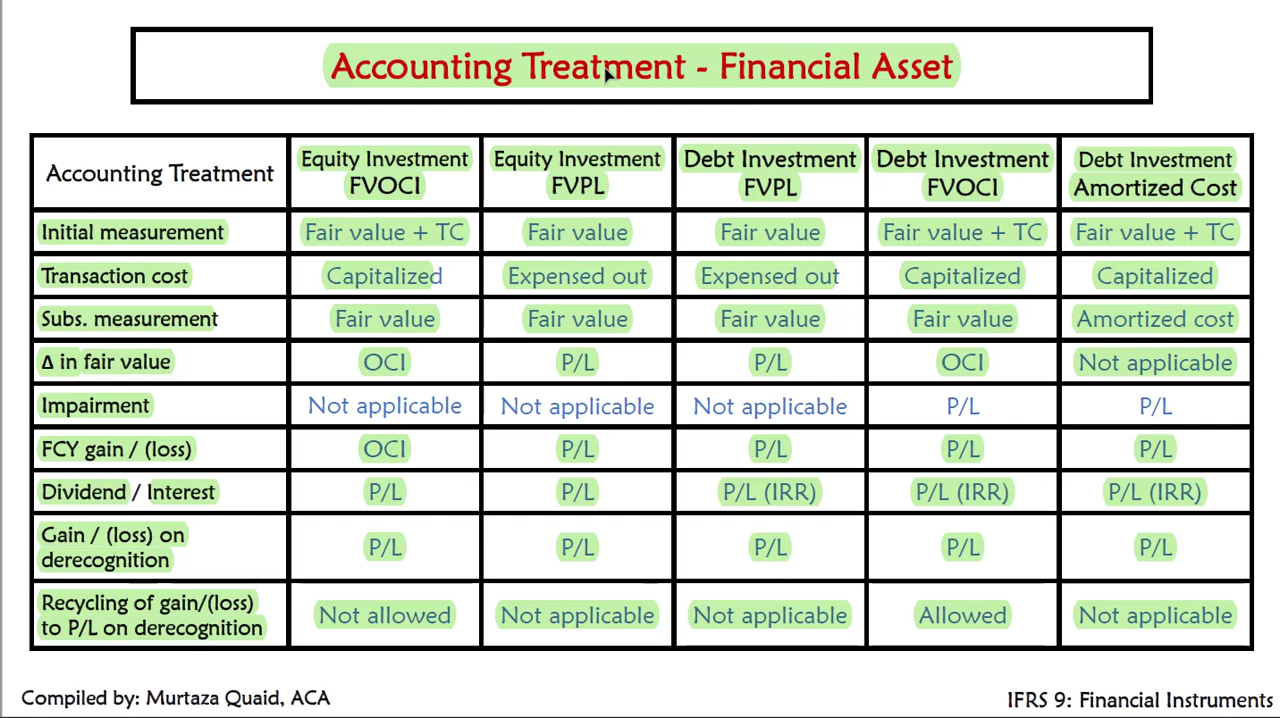 Accounting Treatment - Financial Asset
Accounting Treatment
Equity Investment
FVOCI
Equity Investment
FVPL
Debt Investment
FVPL
Debt Investment
FVOCI
Debt Investment
Amortized Cost
Initial measurement
Fair value + TC
Fair value
Fair value
Fair value + TC
Fair value + TC
Transaction cost
Capitalized
Expensed out
Expensed out
Capitalized
Capitalized
Subs. measurement
Fair value
Fair value
Fair value
Fair value
Amortized cost
Δ in fair value
OCI
P/L
P/L
OCI
Not applicable
Impairment
Not applicable
Not applicable
Not applicable
P/L
P/L
FCY gain / (loss)
OCI
P/L
P/L
P/L
P/L
Dividend / Interest
P/L
P/L
P/L (IRR)
P/L (IRR)
P/L (IRR)
Gain / (loss) on
derecognition
P/L
P/L
P/L
P/L
P/L
Recycling of gain/(loss)
to P/L on derecognition
Not allowed
Not applicable
Not applicable
Allowed
Not applicable
Compiled by: Murtaza Quaid, ACA
IFRS 9: Financial Instruments